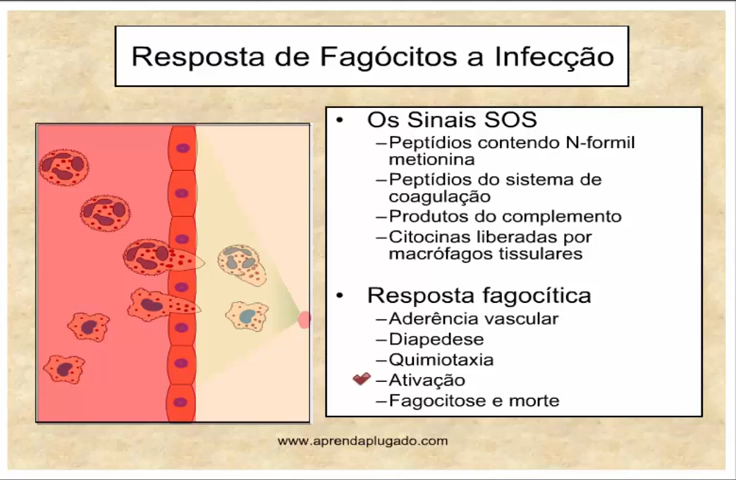 Resposta de Fagócitos a Infecção
• Os Sinais SOS
–Peptídios contendo N-formil
metionina
–Peptídios do sistema de
coagulação
–Produtos do complemento
–Citocinas liberadas por
macrófagos tissulares
• Resposta fagocítica
–Aderência vascular
–Diapedese
–Quimiotaxia
–Ativação
–Fagocitose e morte
www.aprendaplugado.com